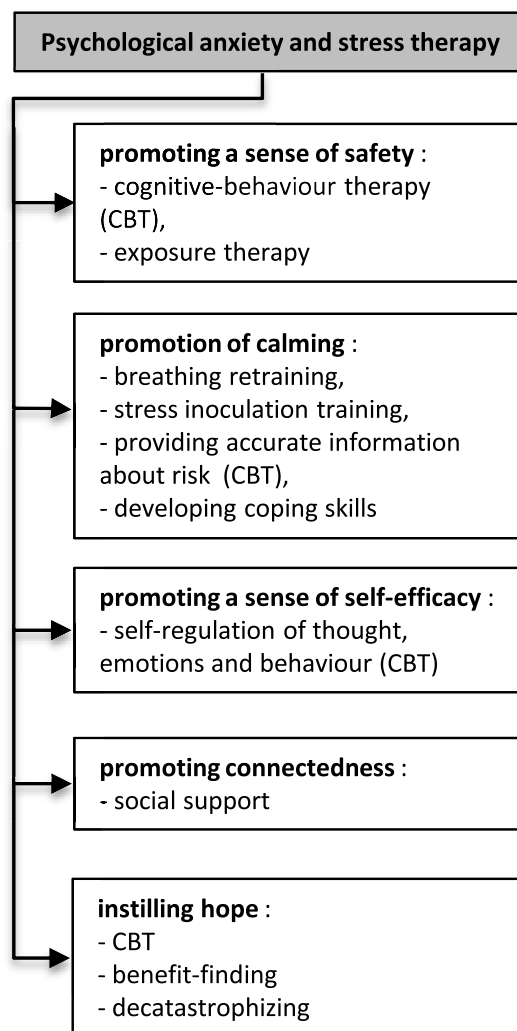 Psychological anxiety and stress therapy
promoting a sense of safety :
- cognitive-behaviour therapy
(CBT),
- exposure therapy
promotion of calming :
- breathing retraining,
- stress inoculation training,
- providing accurate information
about risk (CBT),
- developing coping skills
promoting a sense of self-efficacy :
- self-regulation of thought,
emotions and behaviour (CBT)
promoting connectedness :
- social support
instilling hope :
- CBT
- benefit-finding
- decatastrophizing